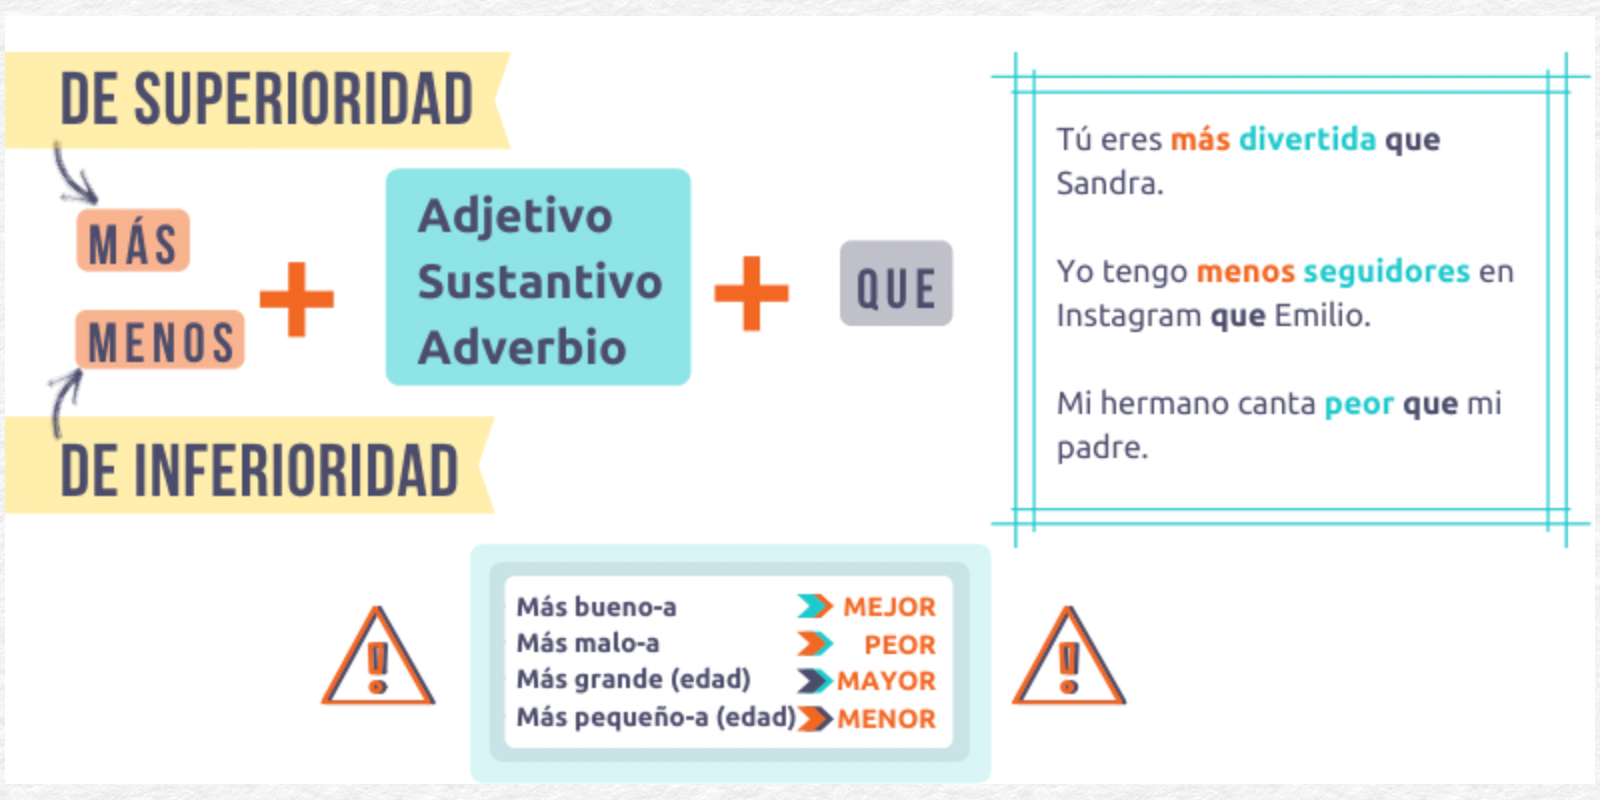 DE SUPERIORIDAD
MÁS
MENOS
+
Adjetivo
Sustantivo
Adverbio
+
QUE
DE INFERIORIDAD
Tú eres más divertida que
Sandra.
Yo tengo menos seguidores en
Instagram que Emilio.
Mi hermano canta peor que mi
padre.
Más bueno-a MEJOR
Más malo-a PEOR
Más grande (edad) MAYOR
Más pequeño-a (edad) MENOR